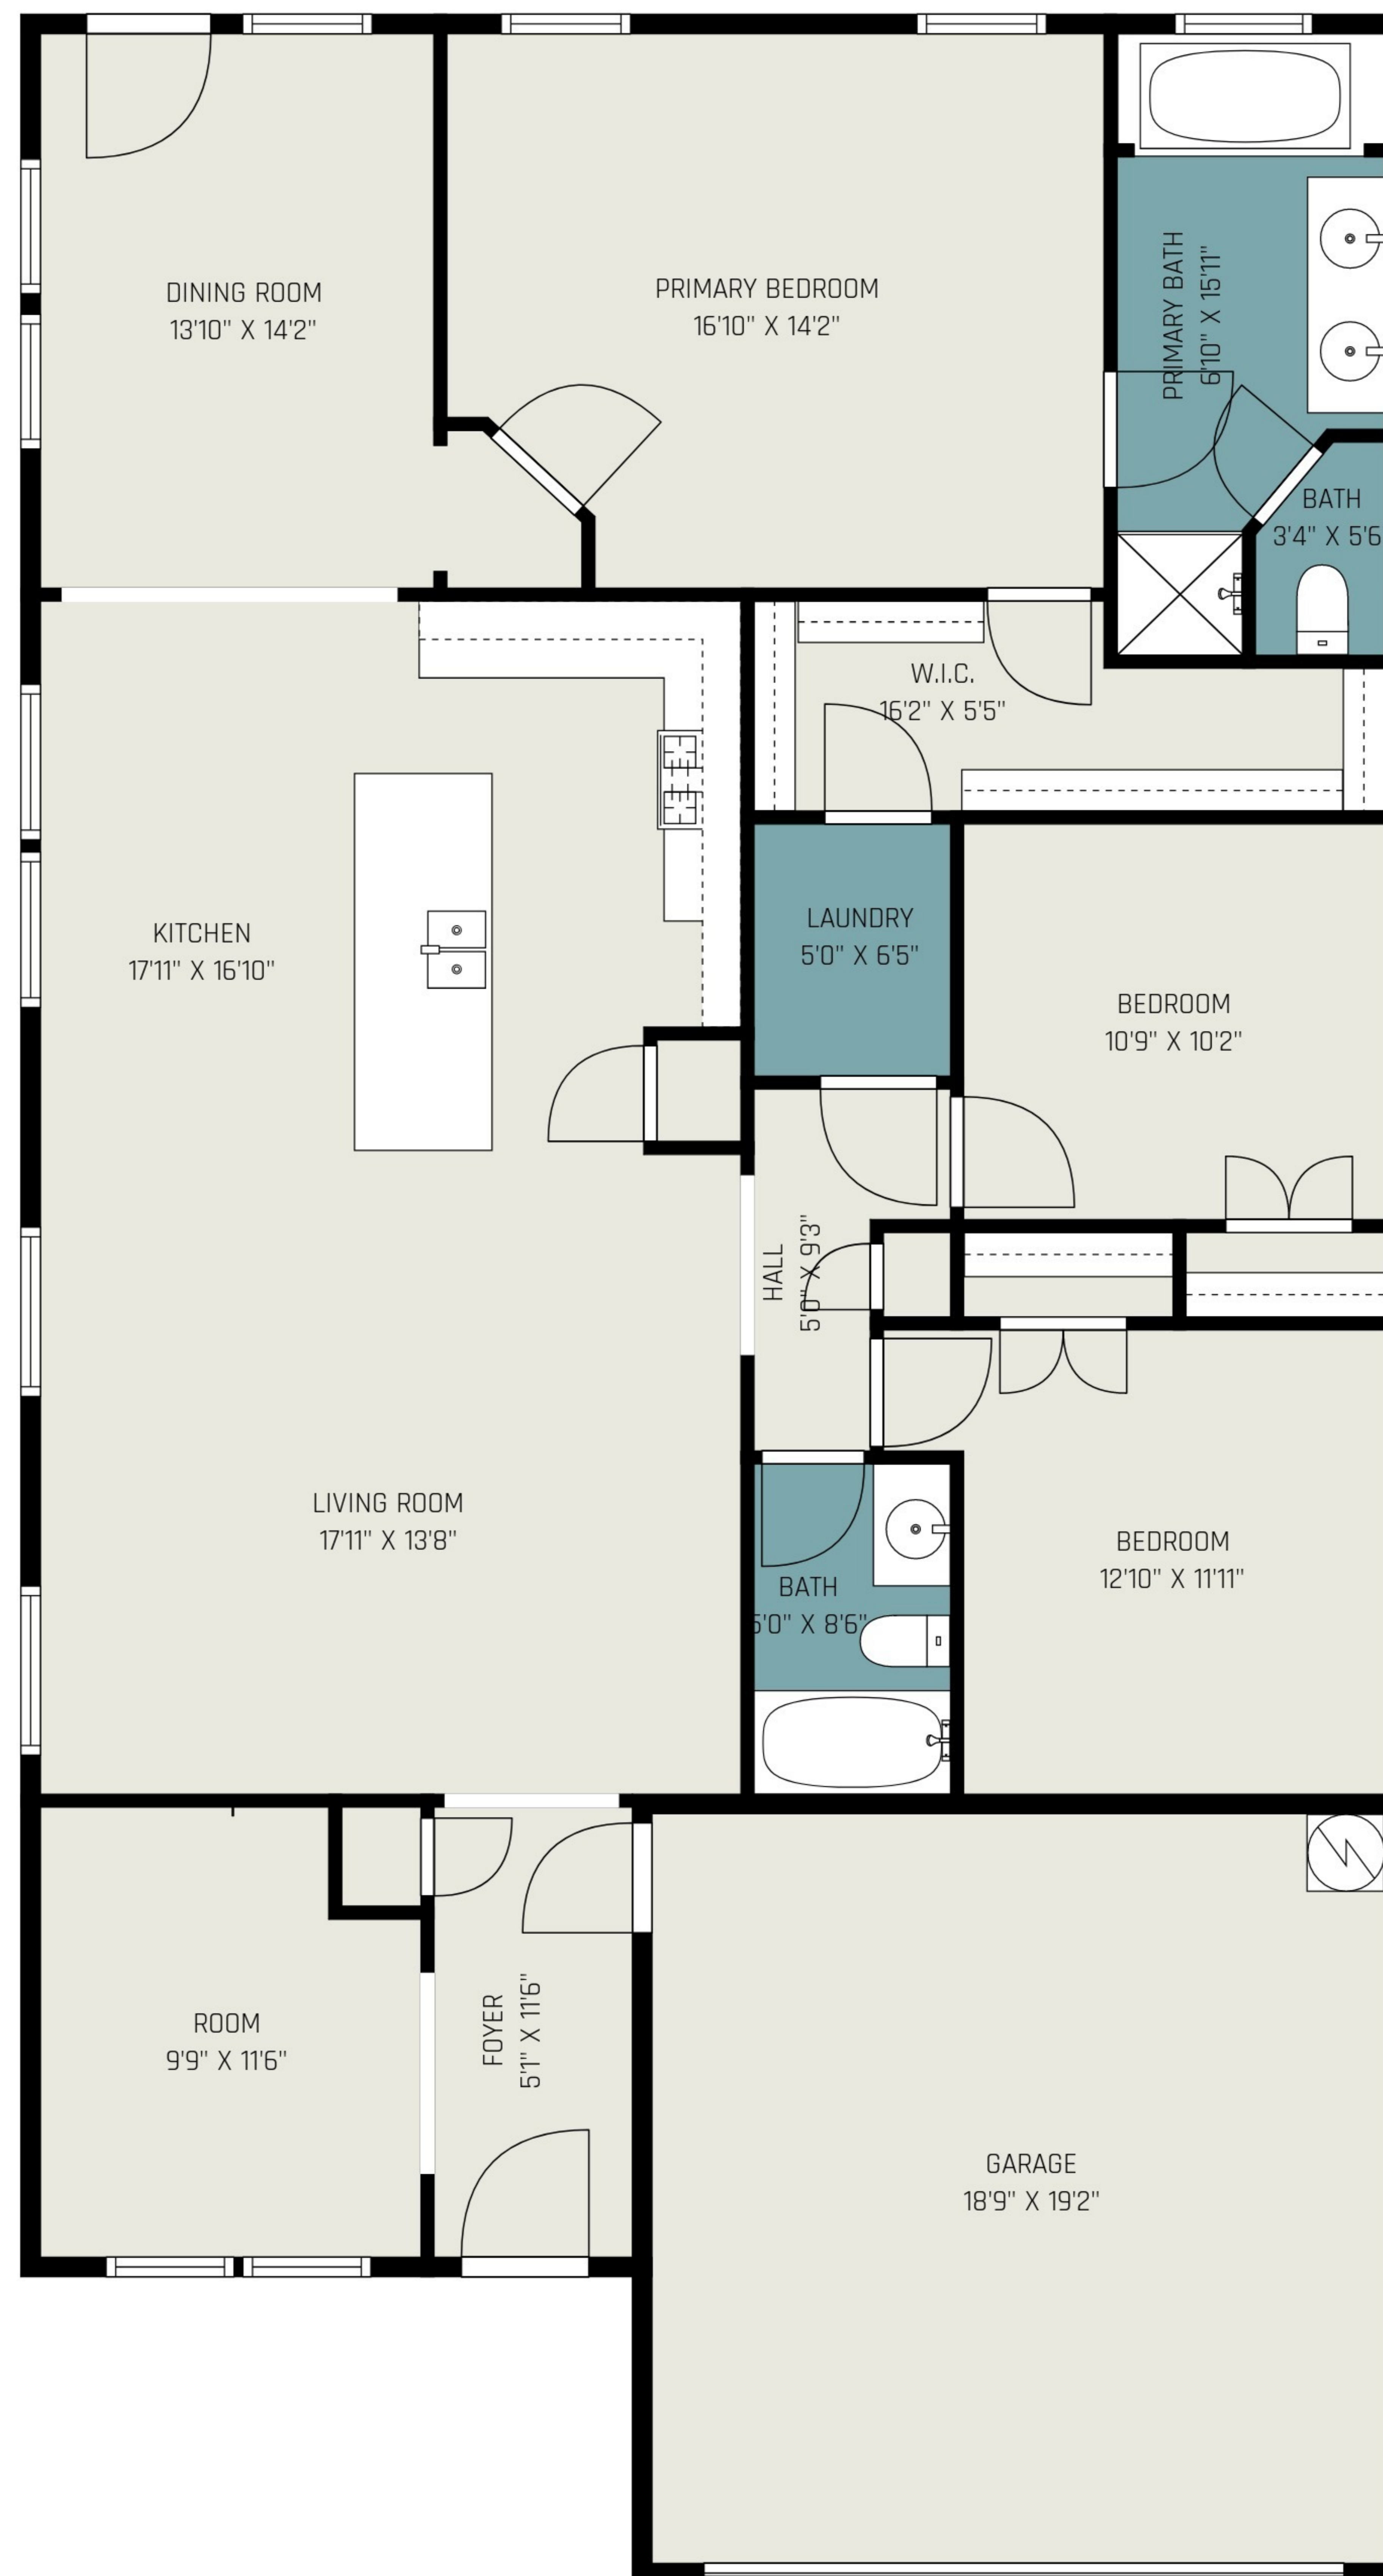 DINING ROOM
13'10" X 14'2"
PRIMARY BEDROOM
16'10" X 14'2"
PRIMARY BATH
6'10" X 15'11"
BATH
3'4" X 5'6
W.I.C.
16'2" X 5'5"
LAUNDRY
5'0" X 6'5"
KITCHEN
17'11" X 16'10"
BEDROOM
10'9" X 10'2"
HALL
5'0" X 9'3"
LIVING ROOM
17'11" X 13'8"
BEDROOM
12'10" X 11'11"
BATH
5'0" X 8'6"
ROOM
9'9" X 11'6"
FOYER
5'1" X 11'6"
GARAGE
18'9" X 19'2"